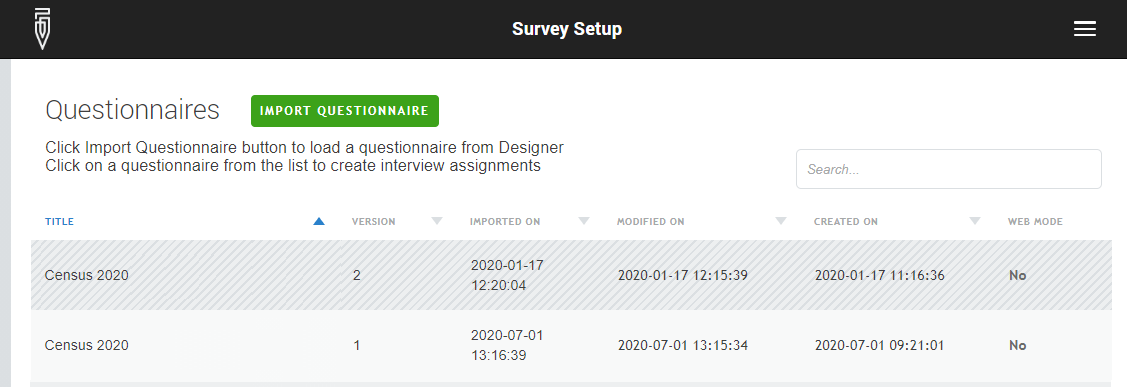 Survey Setup
Questionnaires
IMPORT QUESTIONNAIRE
Click Import Questionnaire button to load a questionnaire from Designer
Click on a questionnaire from the list to create interview assignments
Search...
TITLE VERSION IMPORTED ON MODIFIED ON CREATED ON WEB MODE
Census 2020 2 2020-01-17 12:20:04 2020-01-17 12:15:39 2020-01-17 11:16:36 No
Census 2020 1 2020-07-01 13:16:39 2020-07-01 13:15:34 2020-07-01 09:21:01 No